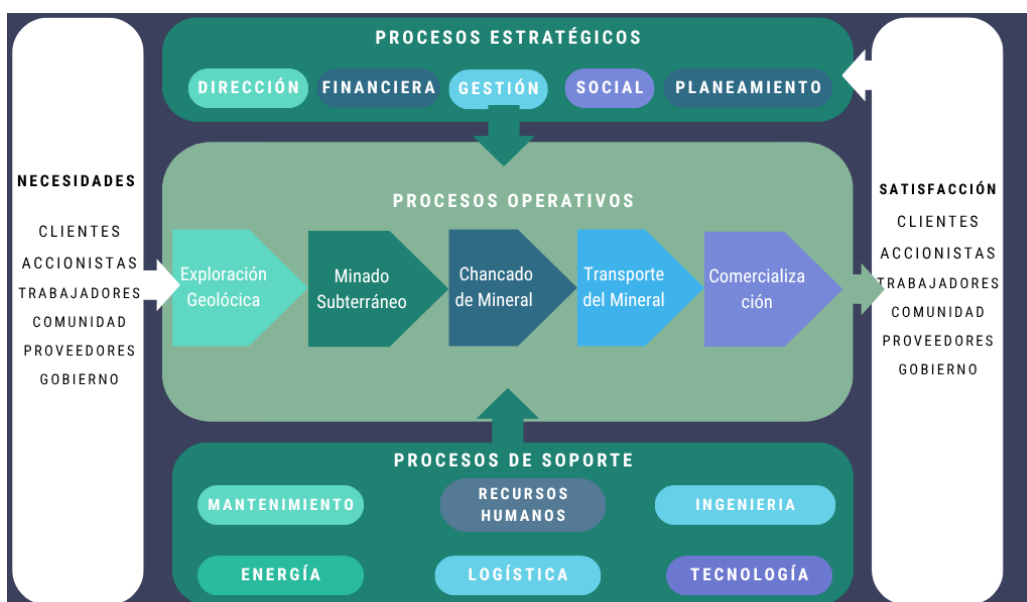 PROCESOS ESTRATÉGICOS
DIRECCIÓN
FINANCIERA
GESTIÓN
SOCIAL
PLANEAMIENTO
NECESIDADES
CLIENTES
ACCIONISTAS
TRABAJADORES
COMUNIDAD
PROVEEDORES
GOBIERNO
PROCESOS OPERATIVOS
Exploración
Geolócica
Minado
Subterráneo
Chancado
de Mineral
Transporte
del Mineral
Comercializa
ción
SATISFACCIÓN
CLIENTES
ACCIONISTAS
TRABAJADORES
COMUNIDAD
PROVEEDORES
GOBIERNO
PROCESOS DE SOPORTE
MANTENIMIENTO
RECURSOS
HUMANOS
INGENIERIA
ENERGÍA
LOGÍSTICA
TECNOLOGÍA